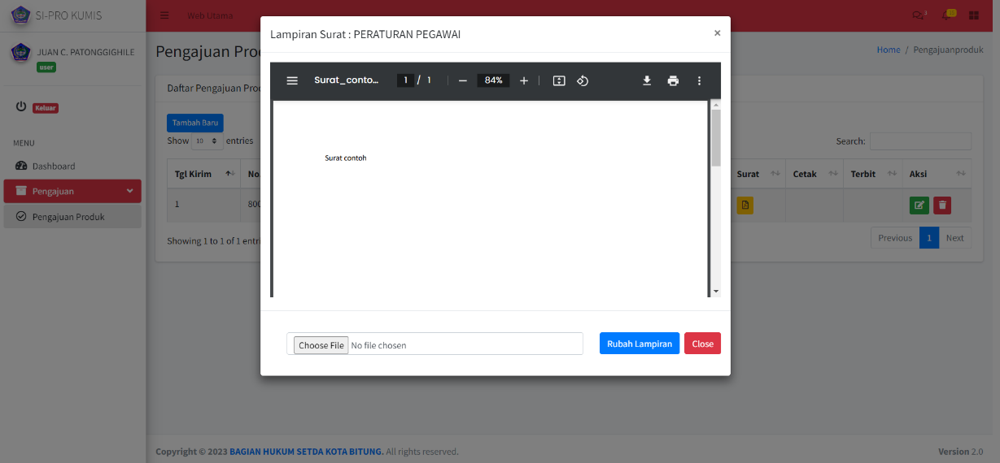 SI-PRO KUMIS
Web Utama
1
JUAN C. PATONGGIGHILE
user
Keluar
MENU
Dashboard
Pengajuan
Pengajuan Produk
Pengajuan Pro
Home / Pengajuanproduk
Daftar Pengajuan Pro
Tambah Baru
Show 10 entries
Search:
Tgl Kirim No. Surat Cetak Terbit Aksi
1 800
Showing 1 to 1 of 1 entri
Previous 1 Next
Lampiran Surat : PERATURAN PEGAWAI
×
Surat_conto... 1 / 1 84%
Surat contoh
Choose File No file chosen
Rubah Lampiran Close
Copyright © 2023 BAGIAN HUKUM SETDA KOTA BITUNG. All rights reserved.
Version 2.0